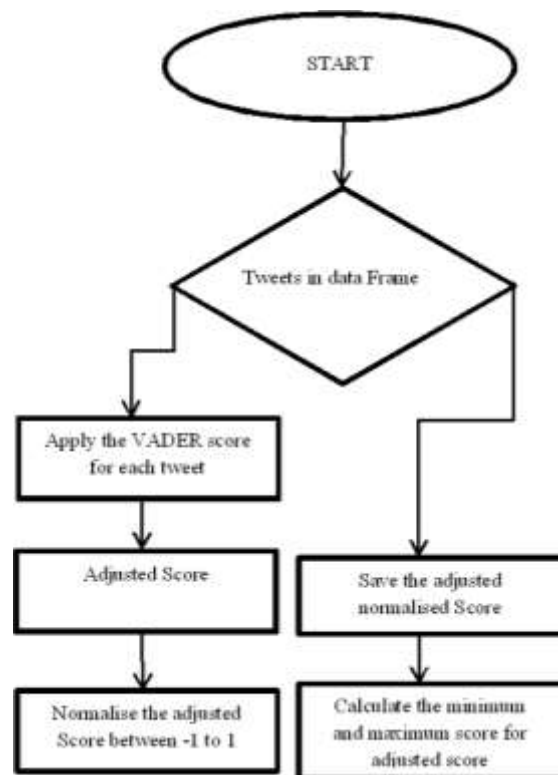 START
Tweets in data Frame
Apply the VADER score
for each tweet
Adjusted Score
Save the adjusted
normalised Score
Normalise the adjusted
Score between -1 to 1
Calculate the minimum
and maximum score for
adjusted score